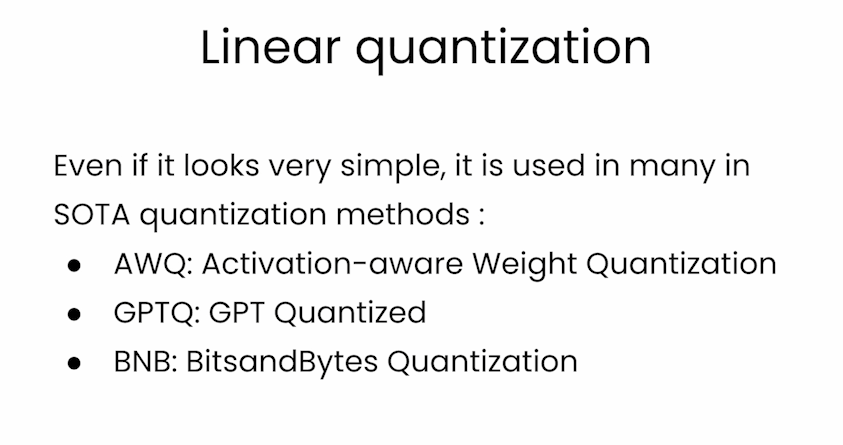 Linear quantization
Even if it looks very simple, it is used in many in
SOTA quantization methods :
● AWQ: Activation-aware Weight Quantization
● GPTQ: GPT Quantized
● BNB: BitsandBytes Quantization